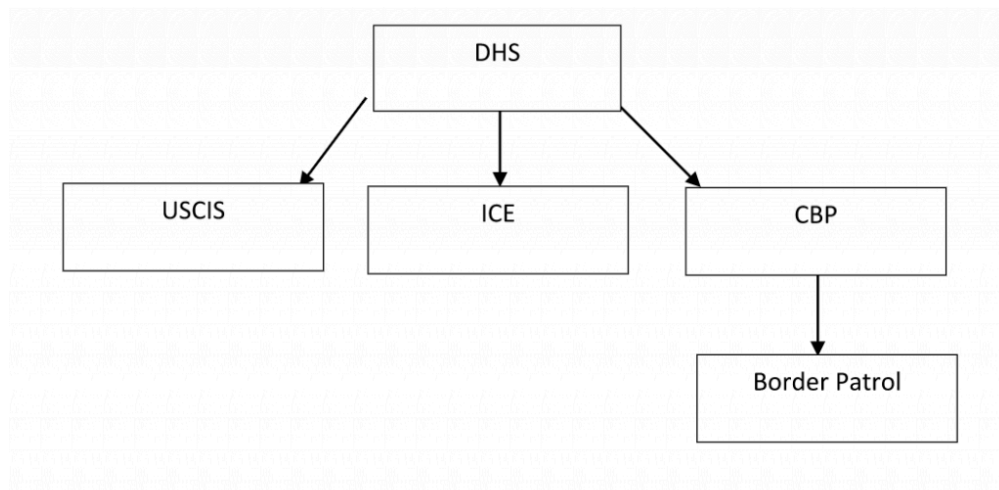 DHS
USCIS
ICE
CBP
Border Patrol